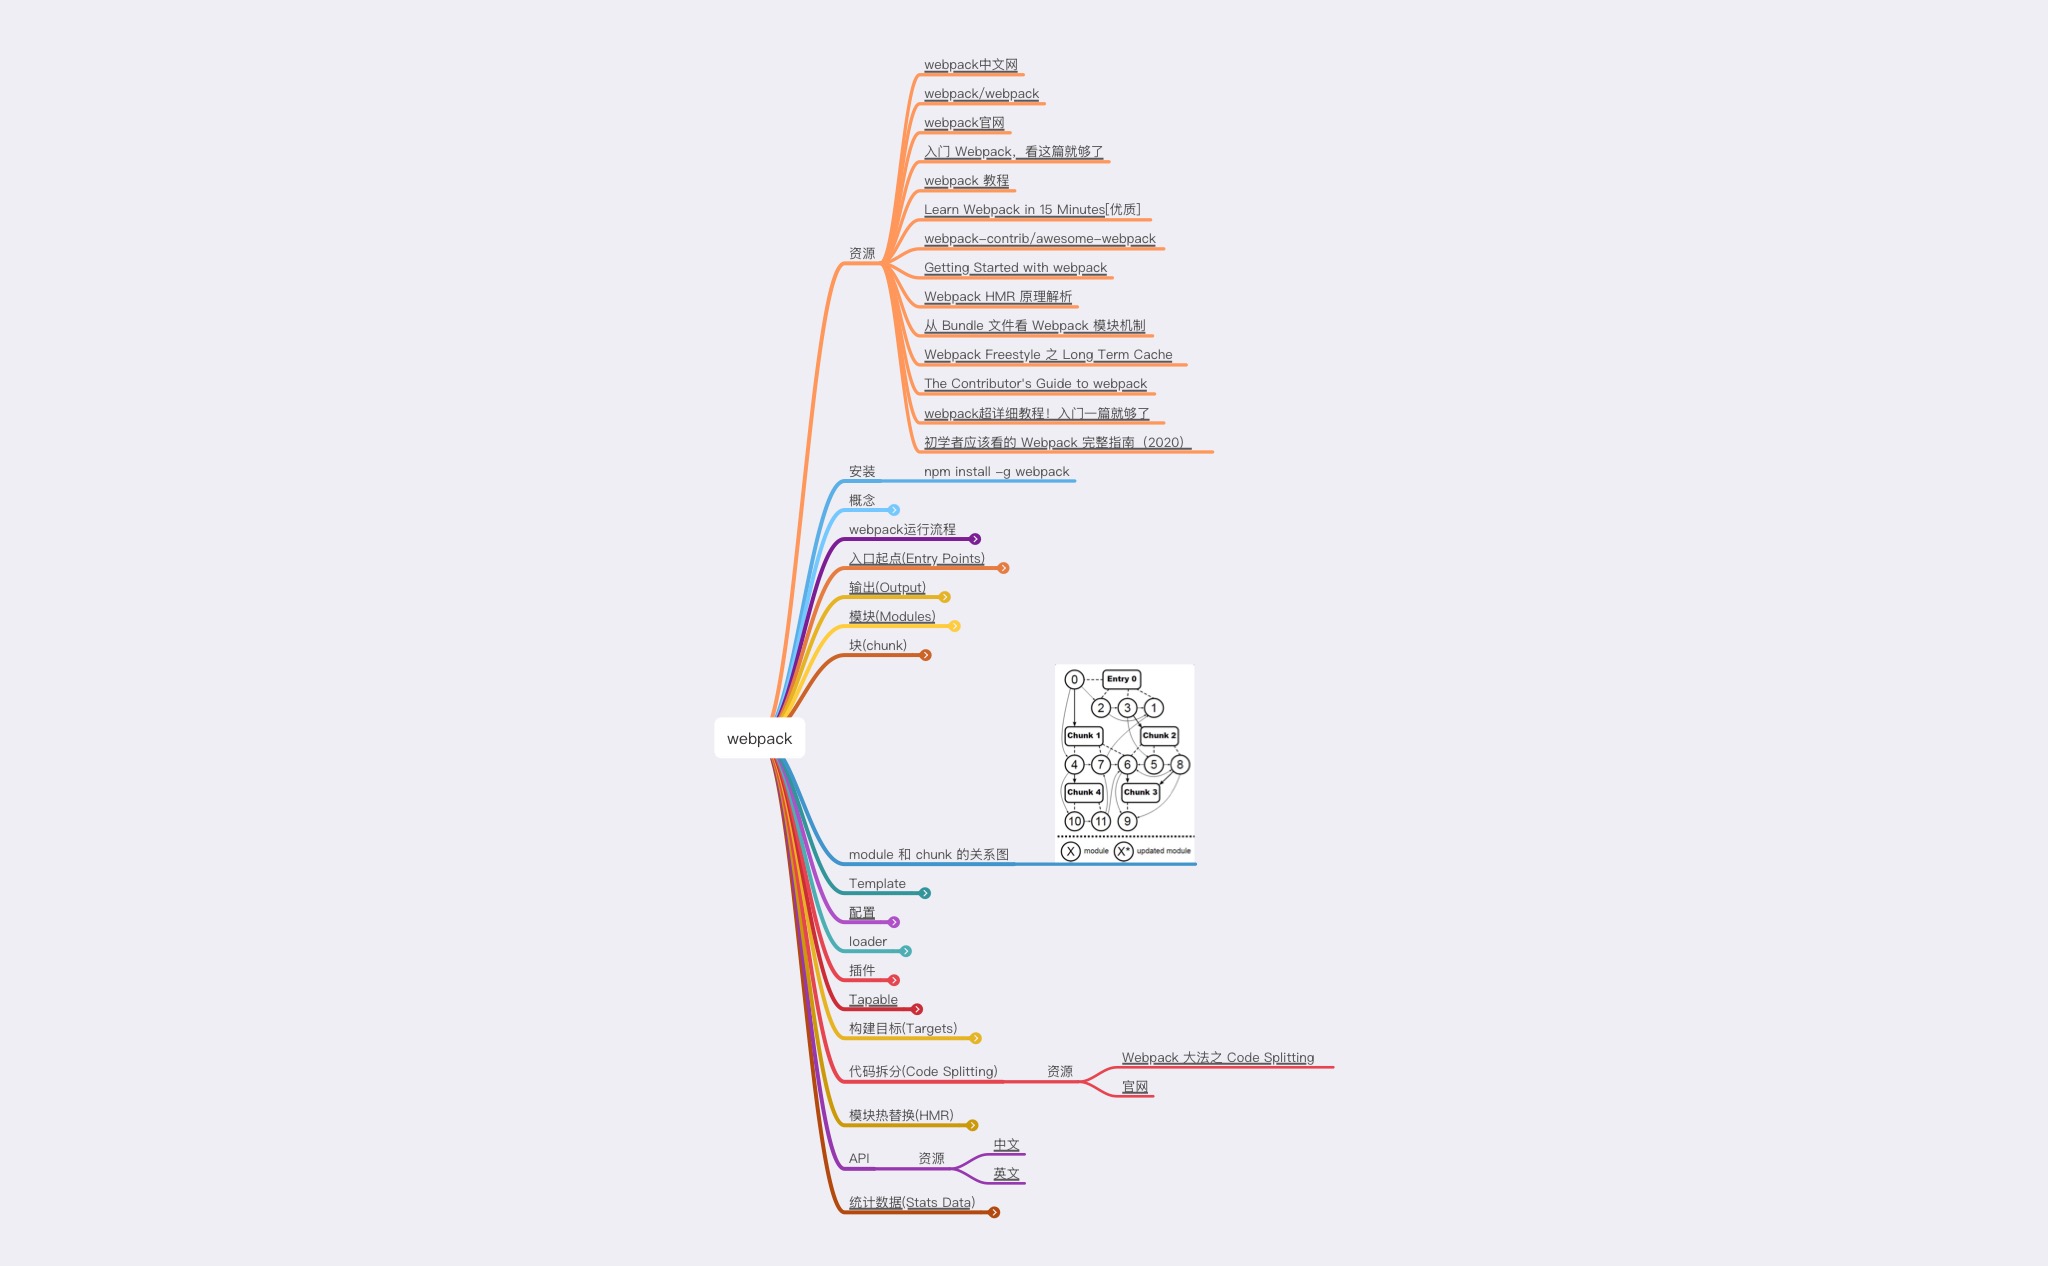 webpack中文网
webpack/webpack
webpack官网
入门 Webpack，看这篇就够了
webpack 教程
Learn Webpack in 15 Minutes[优质]
webpack-contrib/awesome-webpack
资源
Getting Started with webpack
Webpack HMR 原理解析
从 Bundle 文件看 Webpack 模块机制
Webpack Freestyle 之 Long Term Cache
The Contributor's Guide to webpack
webpack超详细教程！入门一篇就够了
初学者应该看的 Webpack 完整指南（2020）
安装
npm install -g webpack
概念
webpack运行流程
入口起点(Entry Points)
输出(Output)
模块(Modules)
块(chunk)
webpack
0
Entry 0
2
3
1
Chunk 1
Chunk 2
4
7
6
5
8
Chunk 4
Chunk 3
10
11
9
X
module
X*
updated module
module 和 chunk 的关系图
Template
配置
loader
插件
Tapable
构建目标(Targets)
代码拆分(Code Splitting)
资源
Webpack 大法之 Code Splitting
官网
模块热替换(HMR)
API
资源
中文
英文
统计数据(Stats Data)